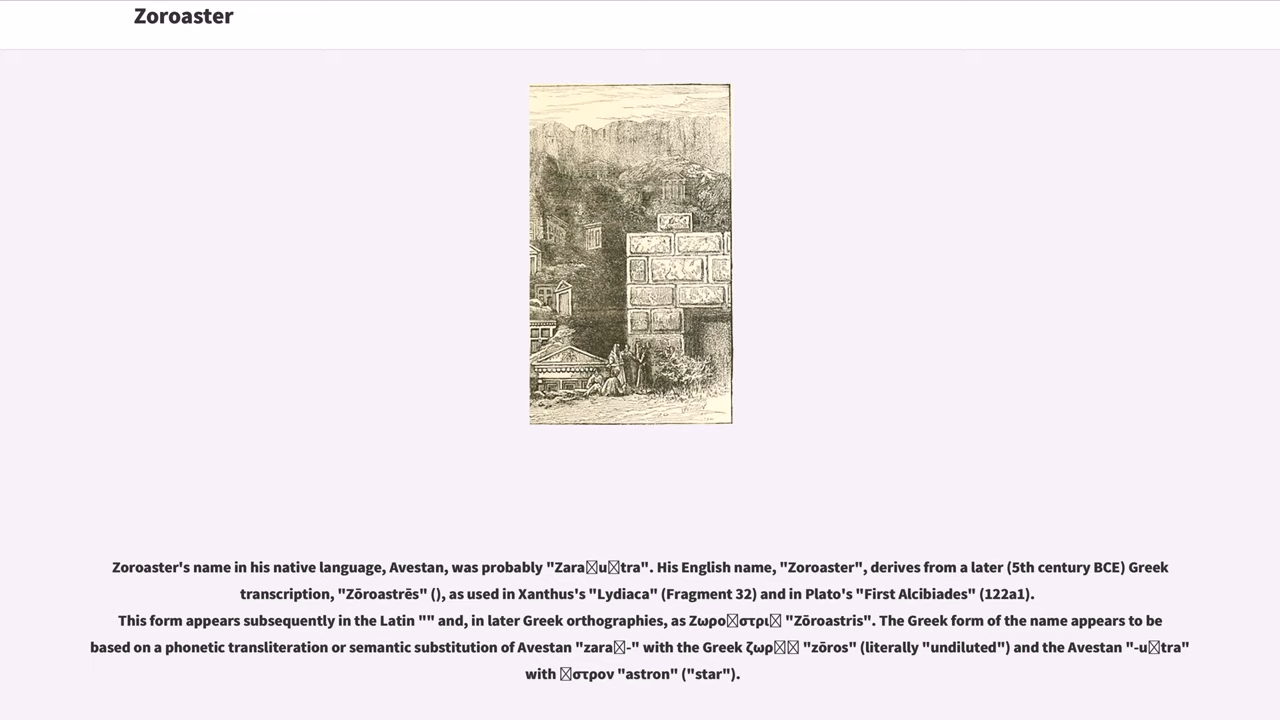 Zoroaster
Zoroaster's name in his native language, Avestan, was probably "Zara☒u☒tra". His English name, "Zoroaster", derives from a later (5th century BCE) Greek
transcription, "Zōroastrēs" (), as used in Xanthus's "Lydiaca" (Fragment 32) and in Plato's "First Alcibiades" (122a1).
This form appears subsequently in the Latin "" and, in later Greek orthographies, as Ζωρο☒στρι☒ "Zōroastris". The Greek form of the name appears to be
based on a phonetic transliteration or semantic substitution of Avestan "zara☒-" with the Greek ζωρ☒☒ "zōros" (literally "undiluted") and the Avestan "-u☒tra"
with ☒στρον "astron" ("star").